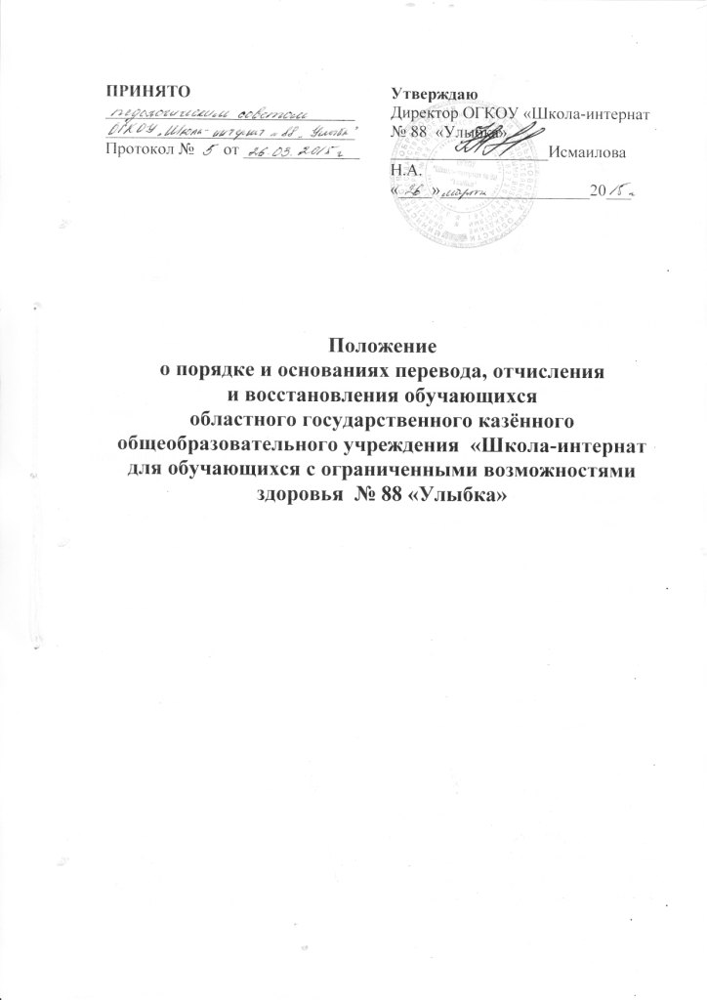 ПРИНЯТО
педагогическим советом
ОГКОУ „Школа-интернат № 88 „Улыбка"
Протокол № 5 от 26.03.2015 г
Утверждаю
Директор ОГКОУ «Школа-интернат
№ 88 «Улыбка»
Исмаилова
Н.А.
«26» марта 2015 г.
Положение
о порядке и основаниях перевода, отчисления
и восстановления обучающихся
областного государственного казённого
общеобразовательного учреждения «Школа-интернат
для обучающихся с ограниченными возможностями
здоровья № 88 «Улыбка»